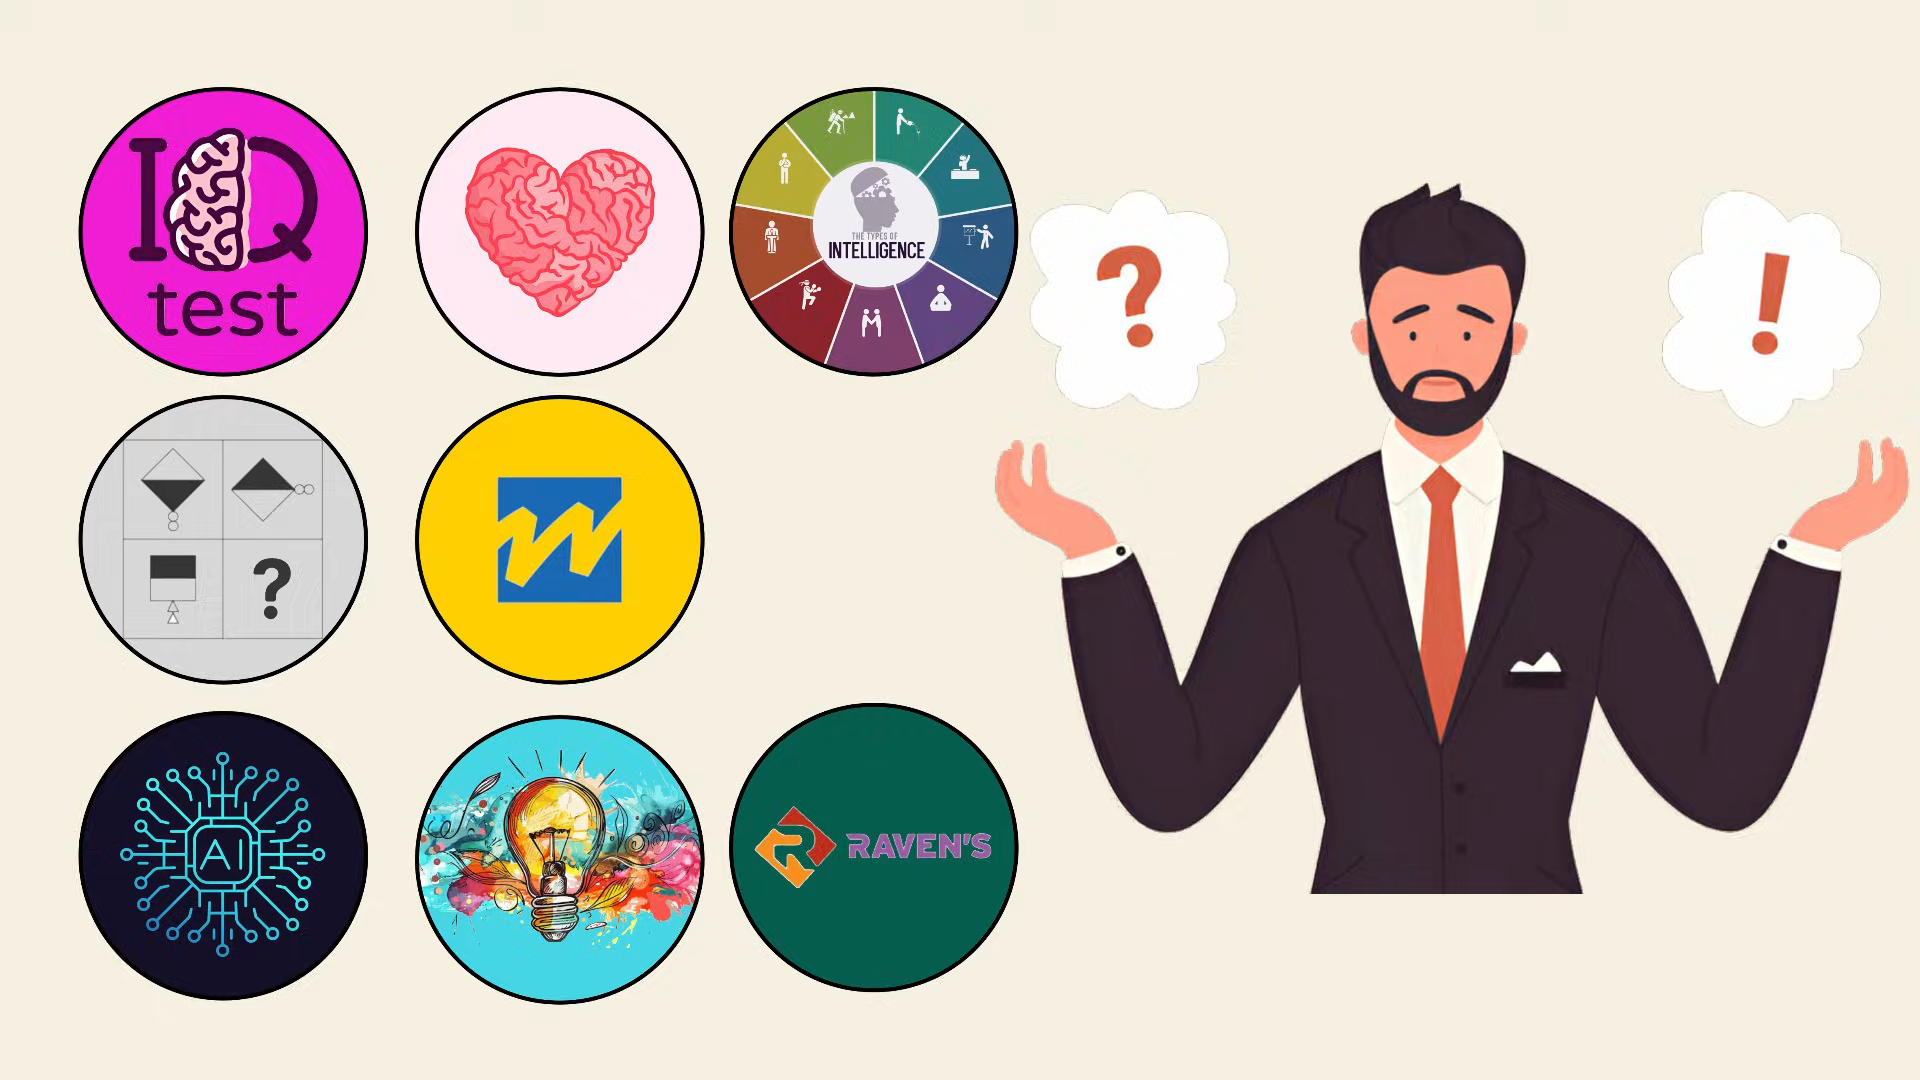 IQ
test
THE TYPES OF
INTELLIGENCE
?
!
?
AI
RAVEN'S